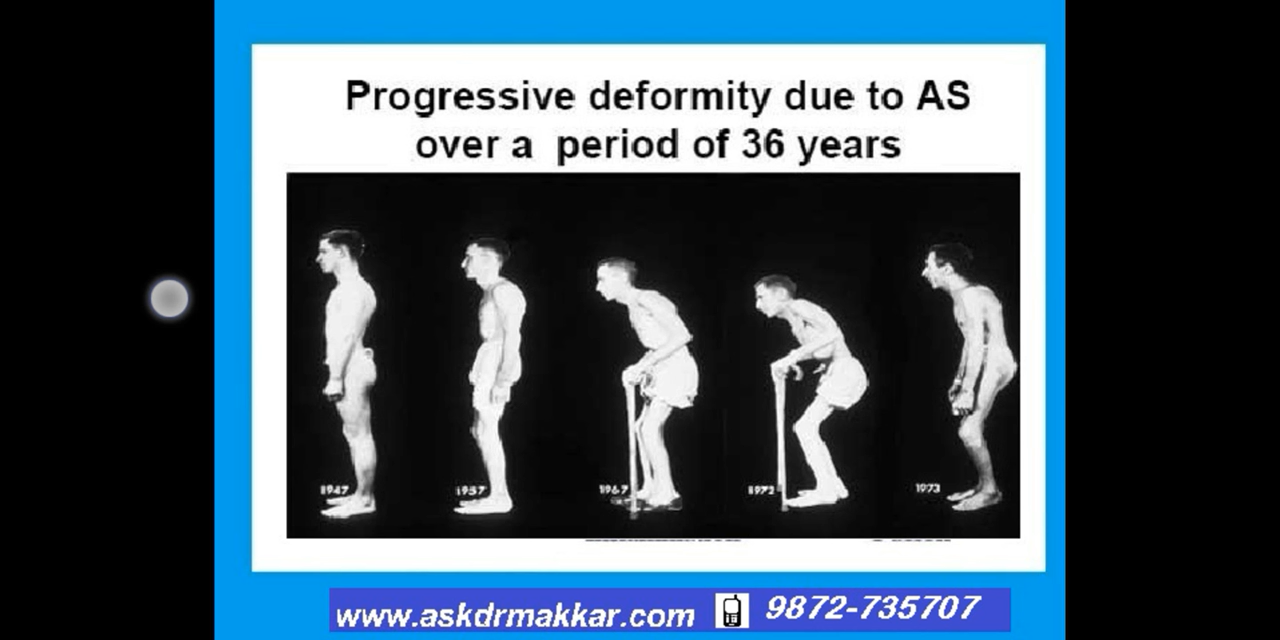 Progressive deformity due to AS
over a period of 36 years
1947
1957
1967
1972
1973
www.askdrmakkar.com 9872-735707